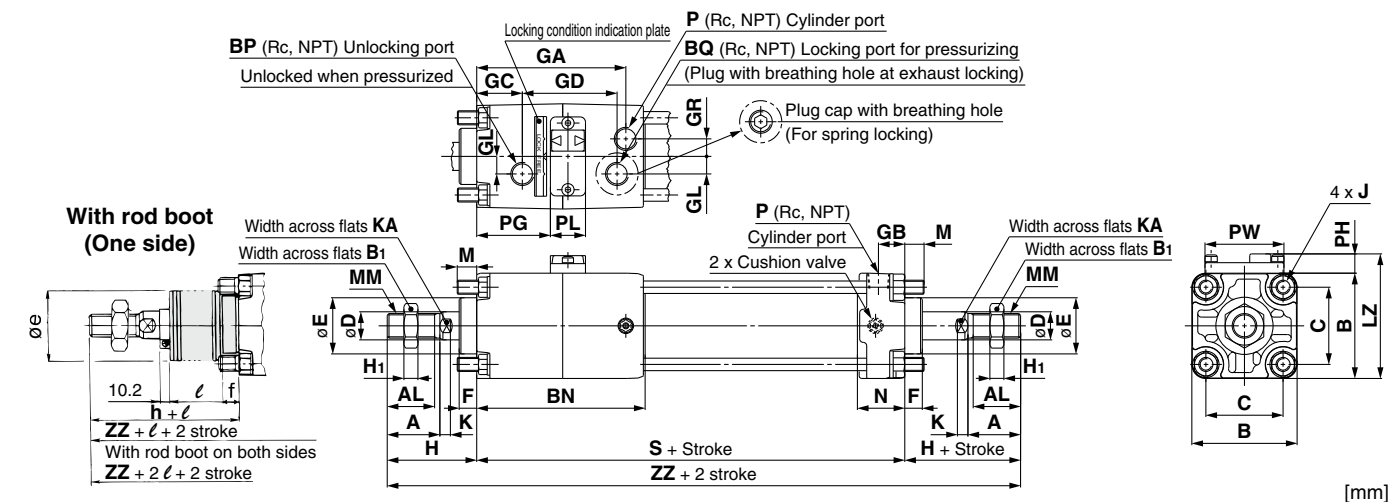 P (Rc, NPT) Cylinder port
Locking condition indication plate
BP (Rc, NPT) Unlocking port
Unlocked when pressurized
BQ (Rc, NPT) Locking port for pressurizing
(Plug with breathing hole at exhaust locking)
GA
GC
GD
GR
Plug cap with breathing hole
(For spring locking)
GL
GL
PG
PL
With rod boot
(One side)
Width across flats KA
Width across flats B1
MM
M
P (Rc, NPT)
Cylinder port
2 x Cushion valve
GB
M
Width across flats KA
Width across flats B1
MM
4 x J
PW
PH
øe
øE
øD
øD
øE
C
B
LZ
10.2
ℓ
f
h + ℓ
ZZ + ℓ + 2 stroke
With rod boot on both sides
ZZ + 2 ℓ + 2 stroke
H1
AL
F
BN
A
K
H
N
F
H1
AL
K
A
S + Stroke
H + Stroke
ZZ + 2 stroke
C
B
[mm]